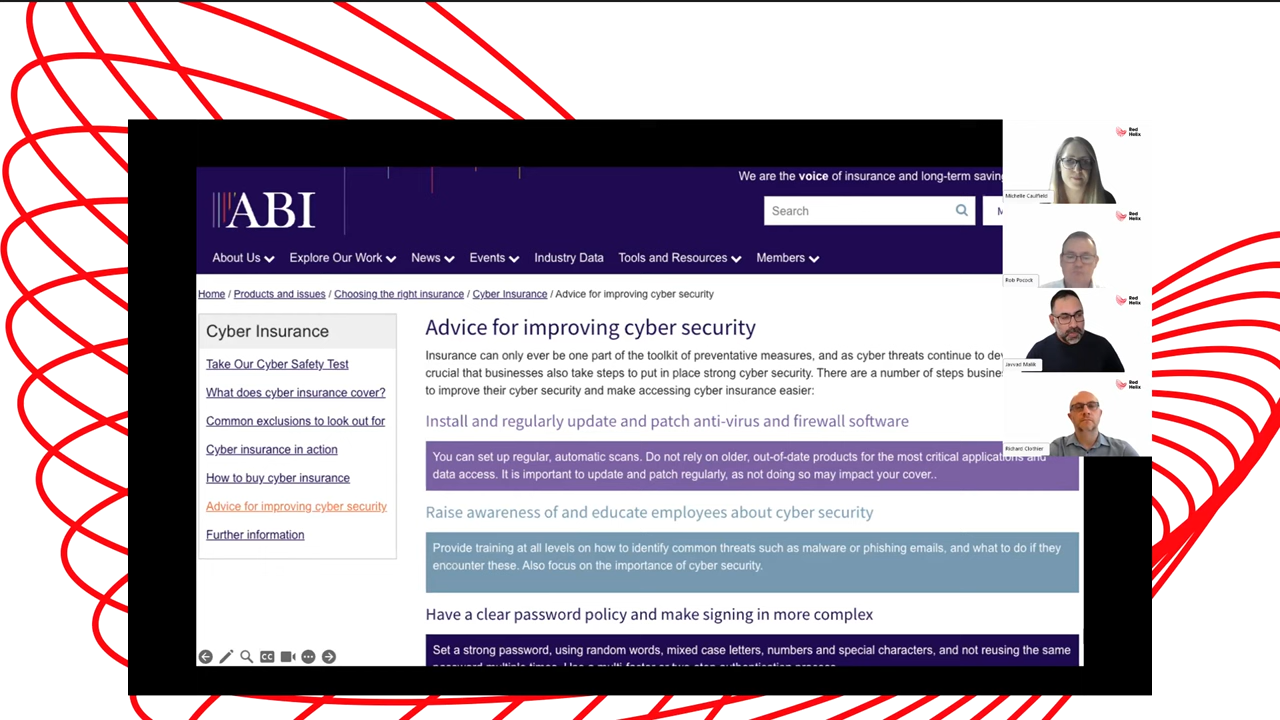 We are the voice of insurance and long-term saving
ABI
Search
M
About Us
Explore Our Work
News
Events
Industry Data
Tools and Resources
Members
Home / Products and issues / Choosing the right insurance / Cyber Insurance / Advice for improving cyber security
Cyber Insurance
Take Our Cyber Safety Test
What does cyber insurance cover?
Common exclusions to look out for
Cyber insurance in action
How to buy cyber insurance
Advice for improving cyber security
Further information
Advice for improving cyber security
Insurance can only ever be one part of the toolkit of preventative measures, and as cyber threats continue to dev
crucial that businesses also take steps to put in place strong cyber security. There are a number of steps busine
to improve their cyber security and make accessing cyber insurance easier:
Install and regularly update and patch anti-virus and firewall software
You can set up regular, automatic scans. Do not rely on older, out-of-date products for the most critical applications and
data access. It is important to update and patch regularly, as not doing so may impact your cover..
Raise awareness of and educate employees about cyber security
Provide training at all levels on how to identify common threats such as malware or phishing emails, and what to do if they
encounter these. Also focus on the importance of cyber security.
Have a clear password policy and make signing in more complex
Set a strong password, using random words, mixed case letters, numbers and special characters, and not reusing the same
CC
Red
Helix
Michelle Caulfield
Red
Helix
Rob Pocock
Red
Helix
Javvad Malik
Red
Helix
Richard Clothier